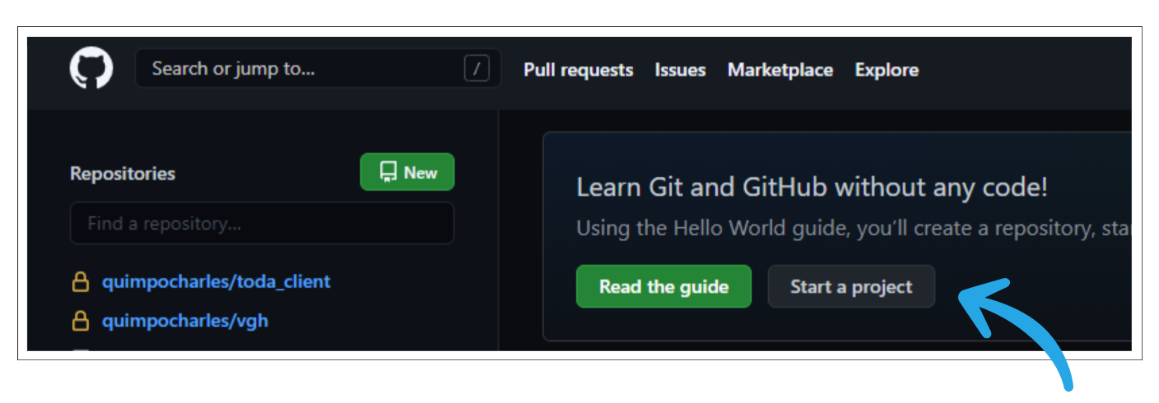 Search or jump to... /
Pull requests Issues Marketplace Explore
Repositories
New
Find a repository...
quimpocharles/toda_client
quimpocharles/vgh
Learn Git and GitHub without any code!
Using the Hello World guide, you'll create a repository, sta
Read the guide
Start a project